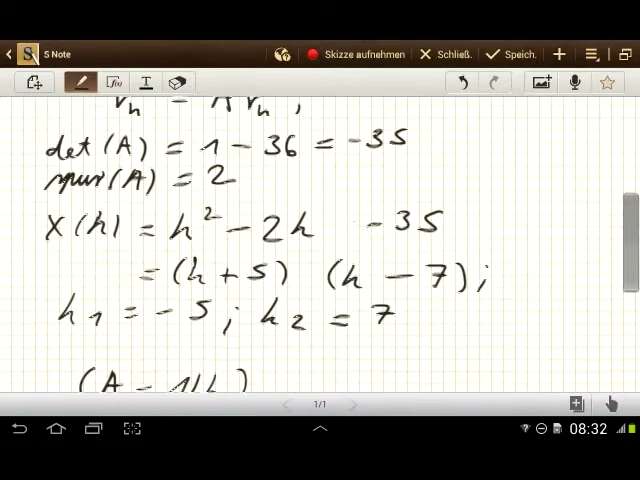 S Note
Skizze aufnehmen
Schließ.
Speich.
h = A v_h ;
det (A) = 1 - 36 = -35
spur (A) = 2
X (h) = h² - 2h - 35
= (h + 5) (h - 7) ;
h₁ = -5 ; h₂ = 7
(A -
1/1
08:32